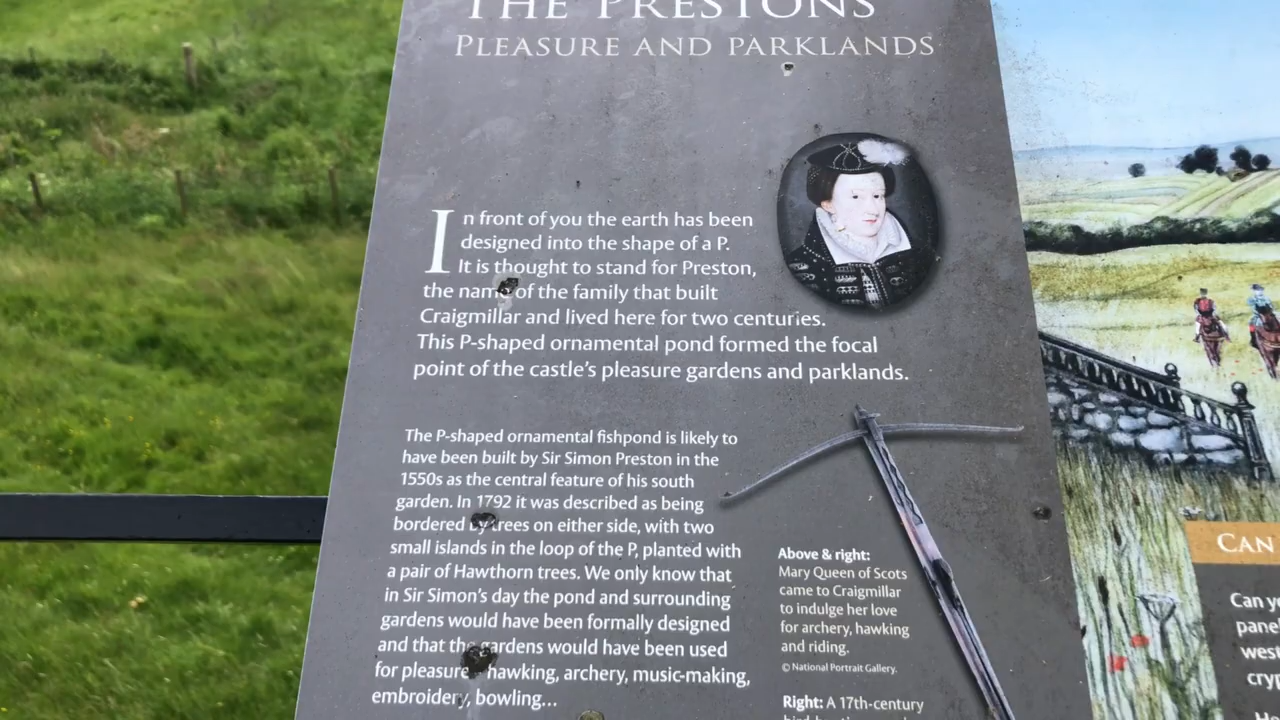 THE PRESTONS
PLEASURE AND PARKLANDS
In front of you the earth has been
designed into the shape of a P.
It is thought to stand for Preston,
the name of the family that built
Craigmillar and lived here for two centuries.
This P-shaped ornamental pond formed the focal
point of the castle's pleasure gardens and parklands.
The P-shaped ornamental fishpond is likely to
have been built by Sir Simon Preston in the
1550s as the central feature of his south
garden. In 1792 it was described as being
bordered by trees on either side, with two
small islands in the loop of the P, planted with
a pair of Hawthorn trees. We only know that
in Sir Simon's day the pond and surrounding
gardens would have been formally designed
and that the gardens would have been used
for pleasure hawking, archery, music-making,
embroidery, bowling...
Above & right:
Mary Queen of Scots
came to Craigmillar
to indulge her love
for archery, hawking
and riding.
© National Portrait Gallery.
Right: A 17th-century
CAN
Can